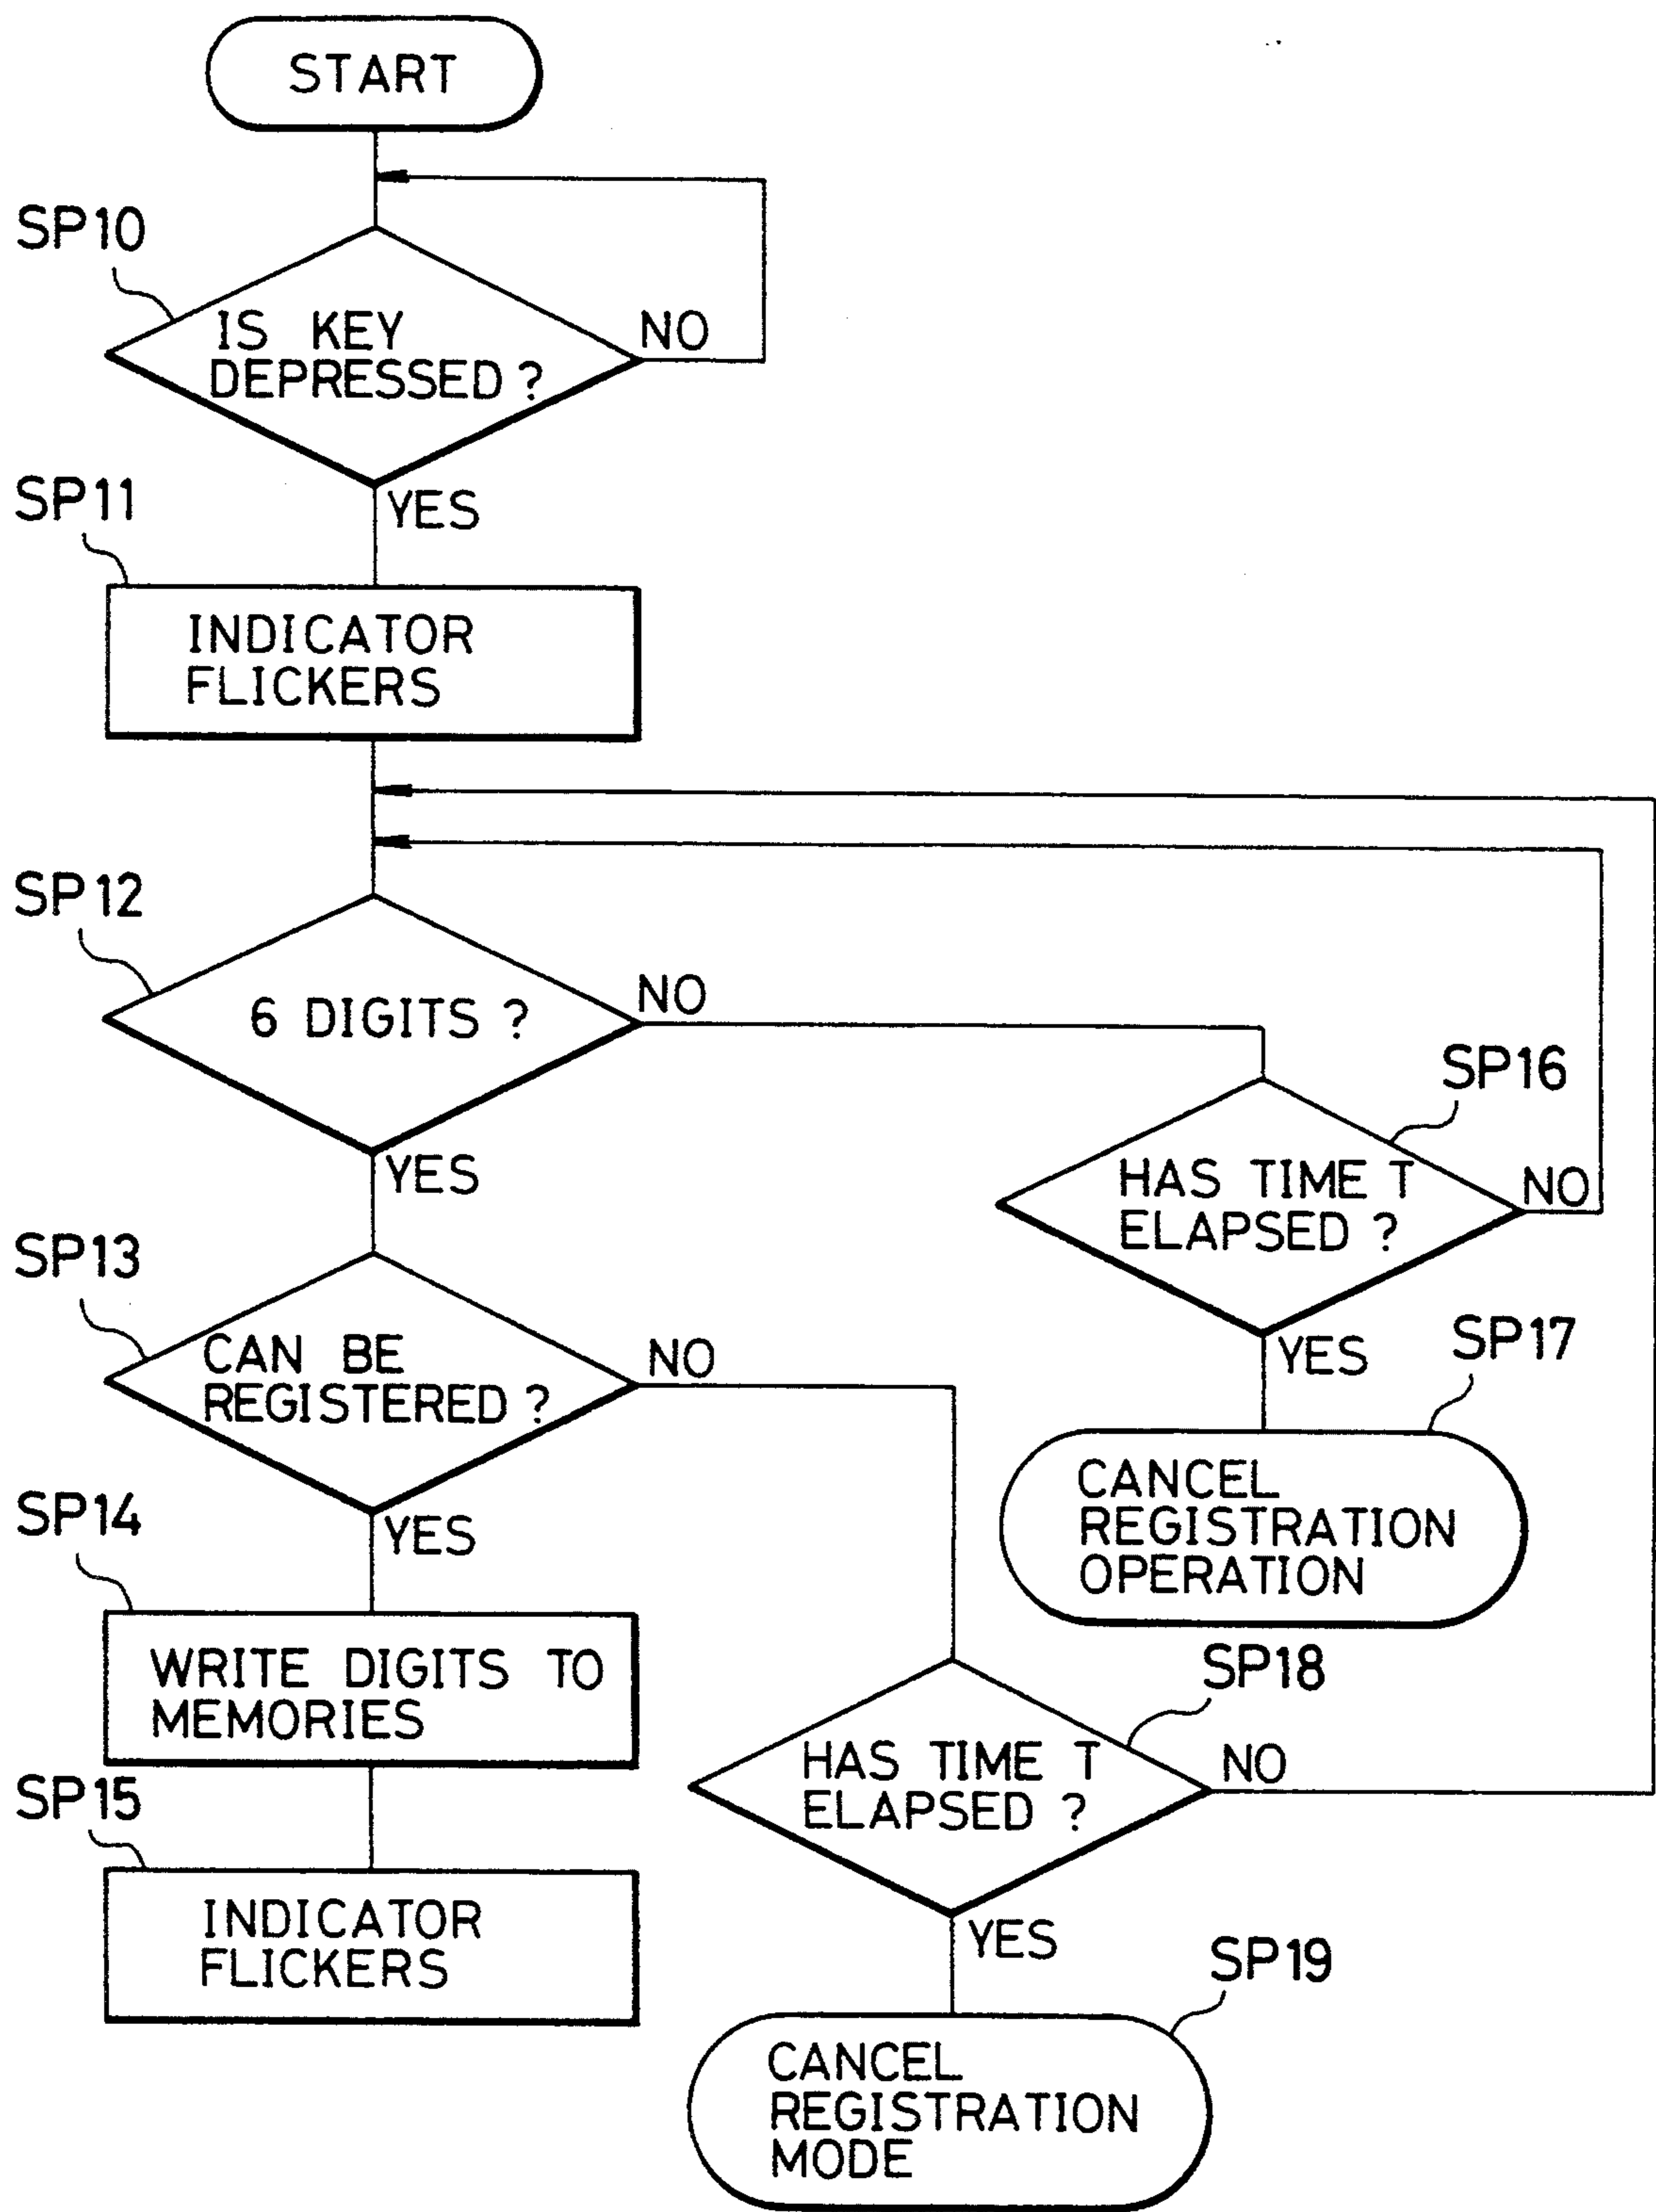 START
SP10
IS KEY
DEPRESSED ?
NO
YES
SP11
INDICATOR
FLICKERS
SP12
6 DIGITS ?
NO
YES
SP16
HAS TIME T
ELAPSED ?
NO
YES
SP13
CAN BE
REGISTERED ?
NO
YES
SP17
CANCEL
REGISTRATION
OPERATION
SP14
WRITE DIGITS TO
MEMORIES
SP18
HAS TIME T
ELAPSED ?
NO
YES
SP15
INDICATOR
FLICKERS
SP19
CANCEL
REGISTRATION
MODE